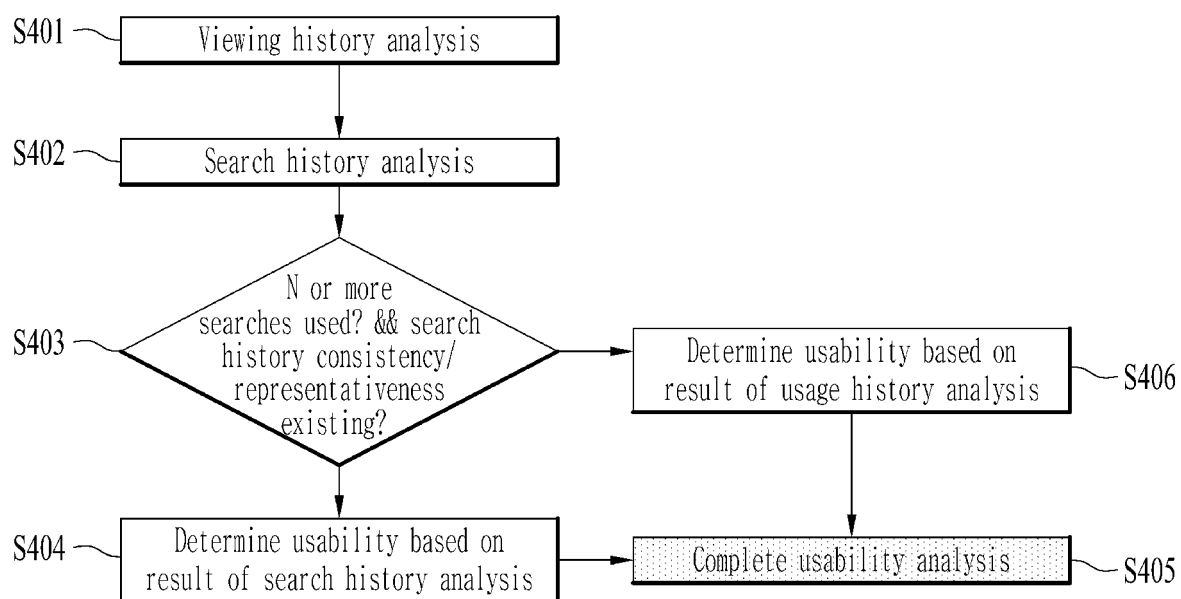 S401
Viewing history analysis
S402
Search history analysis
S403
N or more
searches used? && search
history consistency/
representativeness
existing?
Determine usability based on
result of usage history analysis
S406
S404
Determine usability based on
result of search history analysis
Complete usability analysis
S405